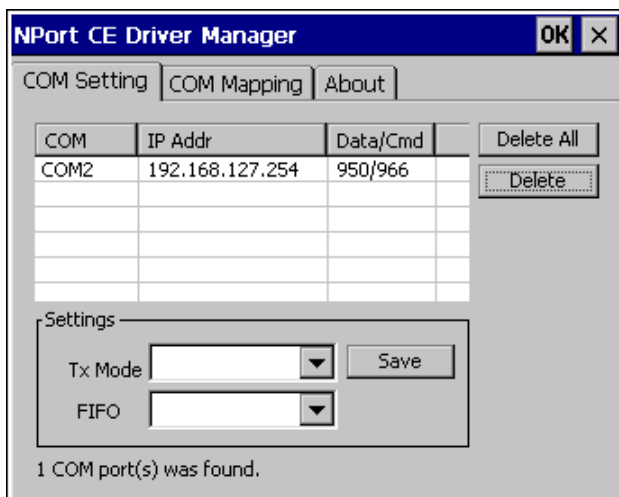 NPort CE Driver Manager OK ×
COM Setting COM Mapping About
COM IP Addr Data/Cmd Delete All
COM2 192.168.127.254 950/966 Delete
Settings
Tx Mode Save
FIFO
1 COM port(s) was found.